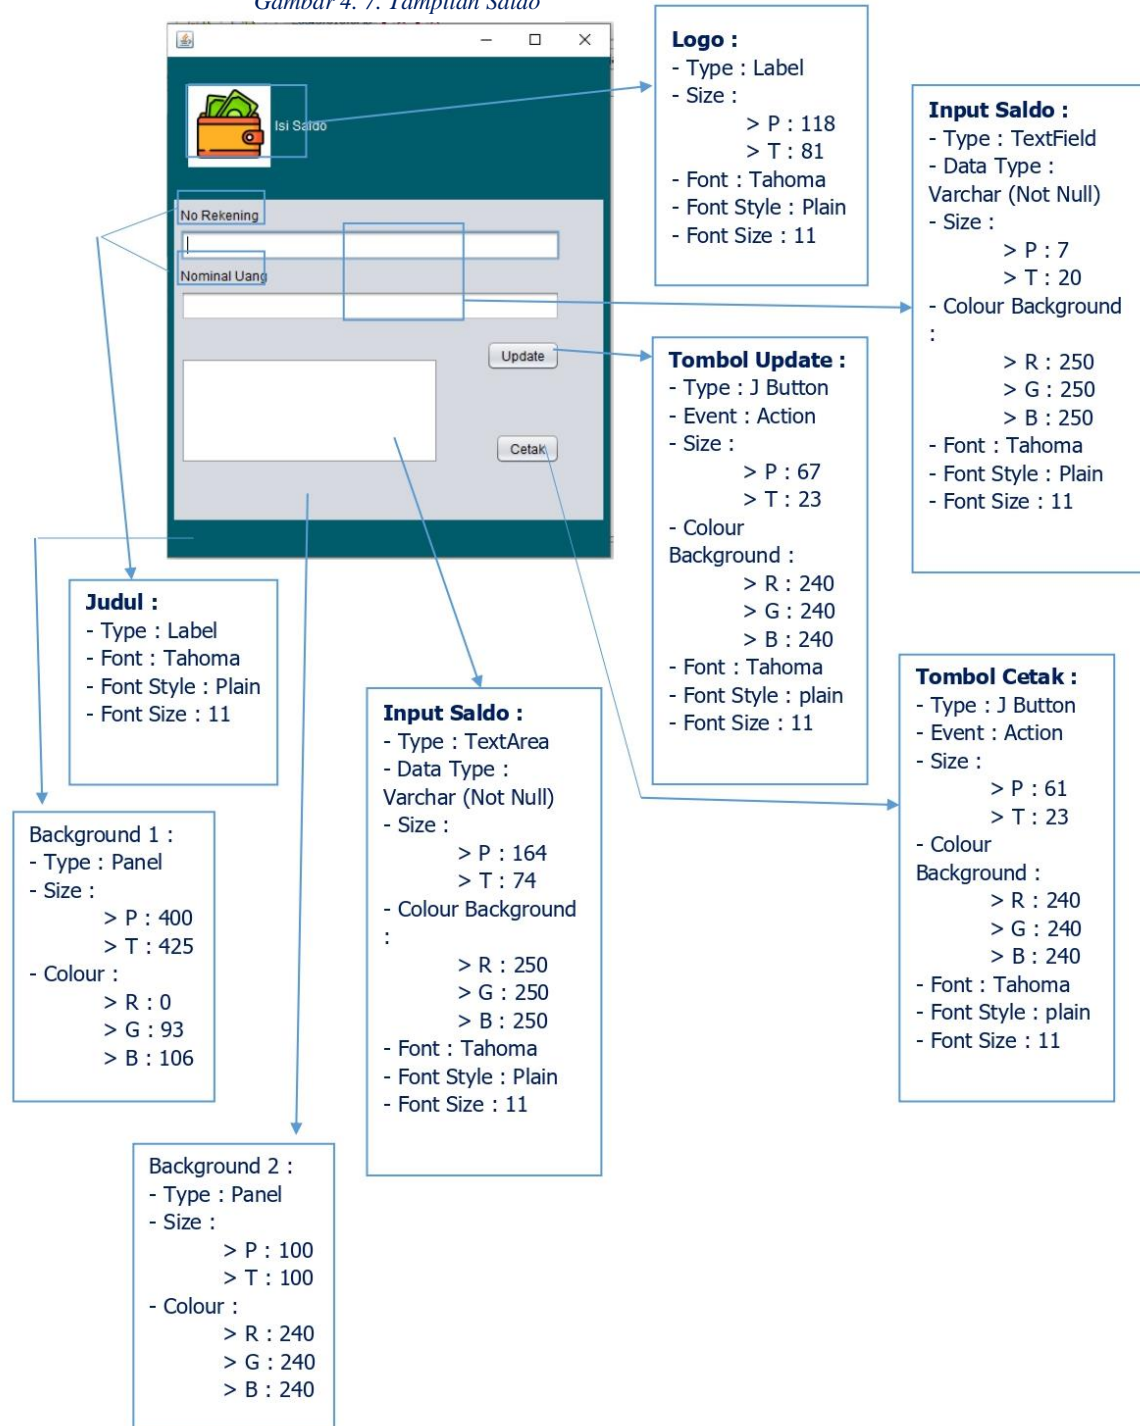 Gambar 4. 7. Tampilan Saldo
Isi Saldo
No Rekening
Nominal Uang
Update
Cetak
Logo :
- Type : Label
- Size :
> P : 118
> T : 81
- Font : Tahoma
- Font Style : Plain
- Font Size : 11
Input Saldo :
- Type : TextField
- Data Type :
Varchar (Not Null)
- Size :
> P : 7
> T : 20
- Colour Background
:
> R : 250
> G : 250
> B : 250
- Font : Tahoma
- Font Style : Plain
- Font Size : 11
Tombol Update :
- Type : J Button
- Event : Action
- Size :
> P : 67
> T : 23
- Colour
Background :
> R : 240
> G : 240
> B : 240
- Font : Tahoma
- Font Style : plain
- Font Size : 11
Judul :
- Type : Label
- Font : Tahoma
- Font Style : Plain
- Font Size : 11
Input Saldo :
- Type : TextArea
- Data Type :
Varchar (Not Null)
- Size :
> P : 164
> T : 74
- Colour Background
:
> R : 250
> G : 250
> B : 250
- Font : Tahoma
- Font Style : Plain
- Font Size : 11
Tombol Cetak :
- Type : J Button
- Event : Action
- Size :
> P : 61
> T : 23
- Colour
Background :
> R : 240
> G : 240
> B : 240
- Font : Tahoma
- Font Style : plain
- Font Size : 11
Background 1 :
- Type : Panel
- Size :
> P : 400
> T : 425
- Colour :
> R : 0
> G : 93
> B : 106
Background 2 :
- Type : Panel
- Size :
> P : 100
> T : 100
- Colour :
> R : 240
> G : 240
> B : 240